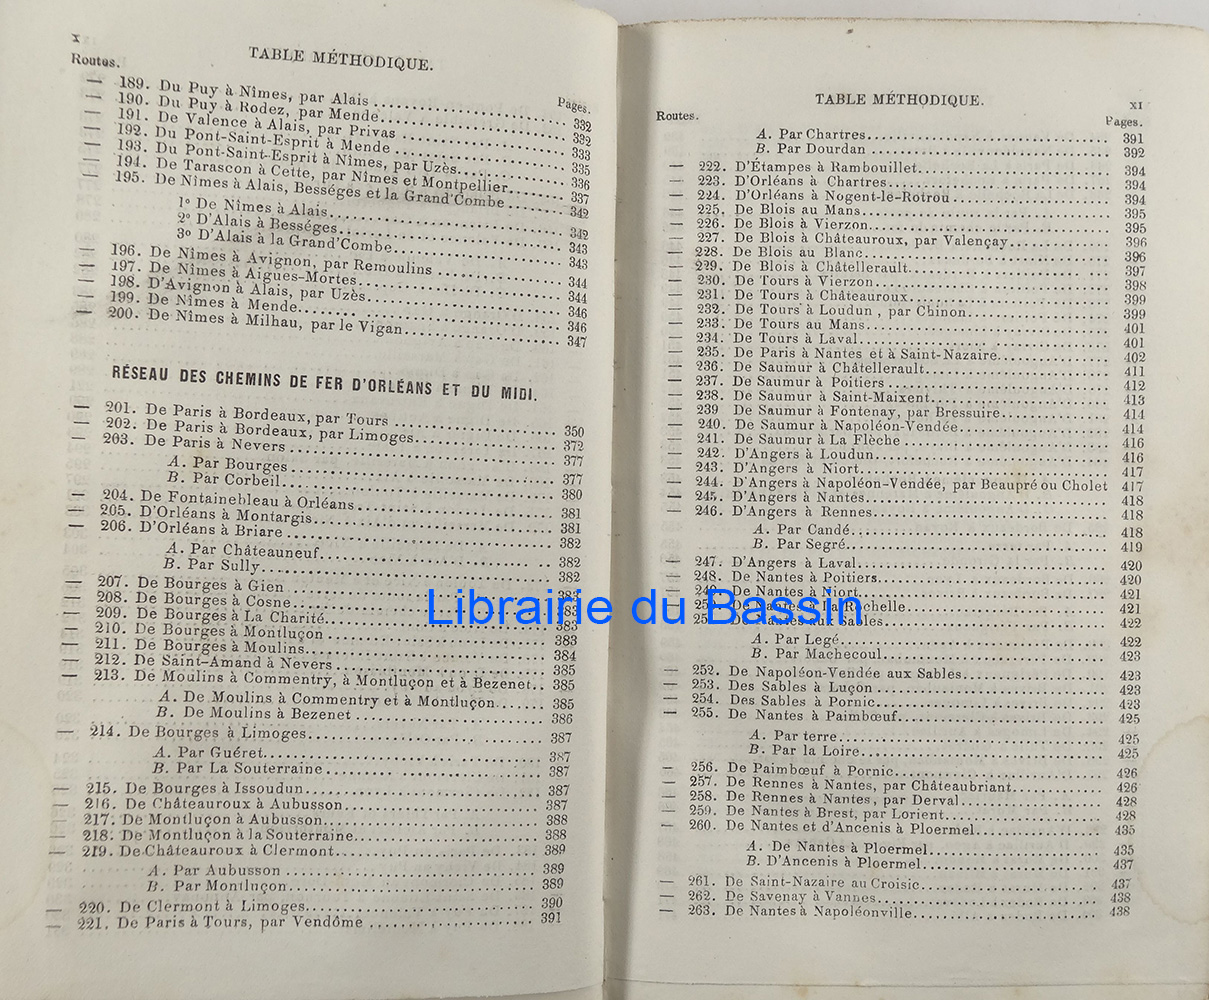 x
TABLE MÉTHODIQUE.
Routes.
Pages.
— 189. Du Puy à Nîmes, par Alais ........ 332
— 190. Du Puy à Rodez, par Mende ........ 332
— 191. De Valence à Alais, par Privas ........ 333
— 192. Du Pont-Saint-Esprit à Mende ........ 335
— 193. Du Pont-Saint-Esprit à Nîmes, par Uzès ........ 336
— 194. De Tarascon à Cette, par Nîmes et Montpellier ........ 337
— 195. De Nîmes à Alais, Bességes et la Grand'Combe ........ 342
1º De Nîmes à Alais ........ 342
2º D'Alais à Bességes ........ 343
3º D'Alais à la Grand'Combe ........ 343
— 196. De Nîmes à Avignon, par Remoulins ........ 344
— 197. De Nîmes à Aigues-Mortes ........ 344
— 198. D'Avignon à Alais, par Uzès ........ 346
— 199. De Nîmes à Mende ........ 346
— 200. De Nîmes à Milhau, par le Vigan ........ 347
RÉSEAU DES CHEMINS DE FER D'ORLÉANS ET DU MIDI.
— 201. De Paris à Bordeaux, par Tours ........ 350
— 202. De Paris à Bordeaux, par Limoges ........ 372
— 203. De Paris à Nevers ........ 377
A. Par Bourges ........ 377
B. Par Corbeil ........ 380
— 204. De Fontainebleau à Orléans ........ 381
— 205. D'Orléans à Montargis ........ 381
— 206. D'Orléans à Briare ........ 382
A. Par Châteauneuf ........ 382
B. Par Sully ........ 382
— 207. De Bourges à Gien ........ 383
— 208. De Bourges à Cosne ........ 383
— 209. De Bourges à La Charité ........ 383
— 210. De Bourges à Montluçon ........ 383
— 211. De Bourges à Moulins ........ 384
— 212. De Saint-Amand à Nevers ........ 385
— 213. De Moulins à Commentry, à Montluçon et à Bezenet.. 385
A. De Moulins à Commentry et à Montluçon ........ 385
B. De Moulins à Bezenet ........ 386
— 214. De Bourges à Limoges ........ 387
A. Par Guéret ........ 387
B. Par La Souterraine ........ 387
— 215. De Bourges à Issoudun ........ 387
— 216. De Châteauroux à Aubusson ........ 387
— 217. De Montluçon à Aubusson ........ 388
— 218. De Montluçon à la Souterraine ........ 388
— 219. De Châteauroux à Clermont ........ 389
A. Par Aubusson ........ 389
B. Par Montluçon ........ 389
— 220. De Clermont à Limoges ........ 390
— 221. De Paris à Tours, par Vendôme ........ 391
TABLE MÉTHODIQUE.
XI
Routes.
Pages.
A. Par Chartres ........ 391
B. Par Dourdan ........ 392
— 222. D'Étampes à Rambouillet ........ 394
— 223. D'Orléans à Chartres ........ 394
— 224. D'Orléans à Nogent-le-Rotrou ........ 394
— 225. De Blois au Mans ........ 395
— 226. De Blois à Vierzon ........ 395
— 227. De Blois à Châteauroux, par Valençay ........ 396
— 228. De Blois au Blanc ........ 396
— 229. De Blois à Châtellerault ........ 397
— 230. De Tours à Vierzon ........ 398
— 231. De Tours à Châteauroux ........ 399
— 232. De Tours à Loudun, par Chinon ........ 399
— 233. De Tours au Mans ........ 401
— 234. De Tours à Laval ........ 401
— 235. De Paris à Nantes et à Saint-Nazaire ........ 402
— 236. De Saumur à Châtellerault ........ 411
— 237. De Saumur à Poitiers ........ 412
— 238. De Saumur à Saint-Maixent ........ 413
— 239 De Saumur à Fontenay, par Bressuire ........ 414
— 240. De Saumur à Napoléon-Vendée ........ 414
— 241. De Saumur à La Flèche ........ 416
— 242. D'Angers à Loudun ........ 416
— 243. D'Angers à Niort ........ 417
— 244. D'Angers à Napoléon-Vendée, par Beaupré ou Cholet 417
— 245. D'Angers à Nantes ........ 418
— 246. D'Angers à Rennes ........ 418
A. Par Candé ........ 418
B. Par Segré ........ 419
— 247. D'Angers à Laval ........ 420
— 248. De Nantes à Poitiers ........ 420
— 249. De Nantes à Niort ........ 421
De Nantes à La Rochelle ........ 421
De Nantes aux Sables ........ 422
Librairie du Bassin
A. Par Legé ........ 422
B. Par Machecoul ........ 423
— 252. De Napoléon-Vendée aux Sables ........ 423
— 253. Des Sables à Luçon ........ 423
— 254. Des Sables à Pornic ........ 423
— 255. De Nantes à Paimbœuf ........ 425
A. Par terre ........ 425
B. Par la Loire ........ 425
— 256. De Paimbœuf à Pornic ........ 426
— 257. De Rennes à Nantes, par Châteaubriant ........ 426
— 258. De Rennes à Nantes, par Derval ........ 428
— 259. De Nantes à Brest, par Lorient ........ 428
— 260. De Nantes et d'Ancenis à Ploermel ........ 435
A. De Nantes à Ploermel ........ 435
B. D'Ancenis à Ploermel ........ 437
— 261. De Saint-Nazaire au Croisic ........ 437
— 262. De Savenay à Vannes ........ 438
— 263. De Nantes à Napoléonville ........ 438